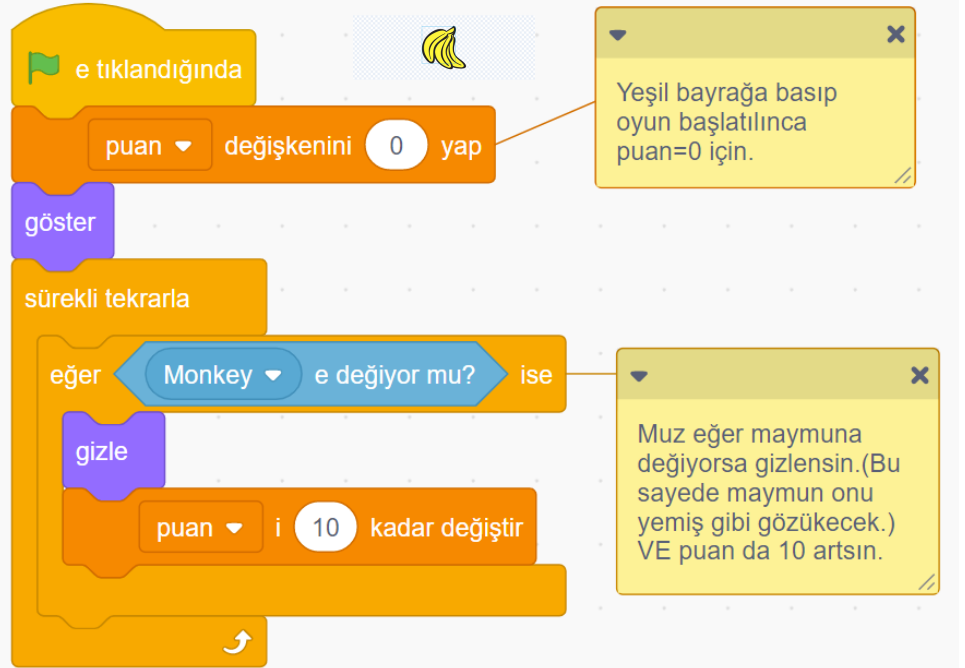 e tıklandığında
puan değişkenini 0 yap
göster
sürekli tekrarla
eğer Monkey e değiyor mu? ise
gizle
puan i 10 kadar değiştir
Yeşil bayrağa basıp
oyun başlatılınca
puan=0 için.
Muz eğer maymuna
değiyorsa gizlensin.(Bu
sayede maymun onu
yemiş gibi gözükecek.)
VE puan da 10 artsın.